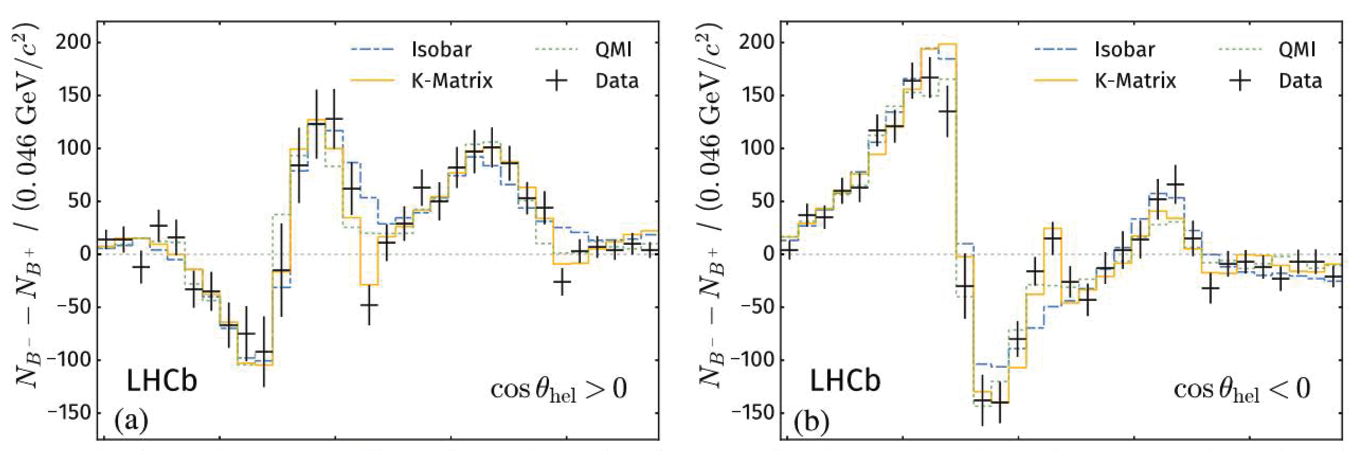 N_{B^-} − N_{B^+} / (0.046 GeV/c²)
200
150
100
50
0
−50
−100
−150
Isobar
QMI
K-Matrix
Data
LHCb
cos θ_hel > 0
(a)
N_{B^-} − N_{B^+} / (0.046 GeV/c²)
200
150
100
50
0
−50
−100
−150
Isobar
QMI
K-Matrix
Data
LHCb
cos θ_hel < 0
(b)